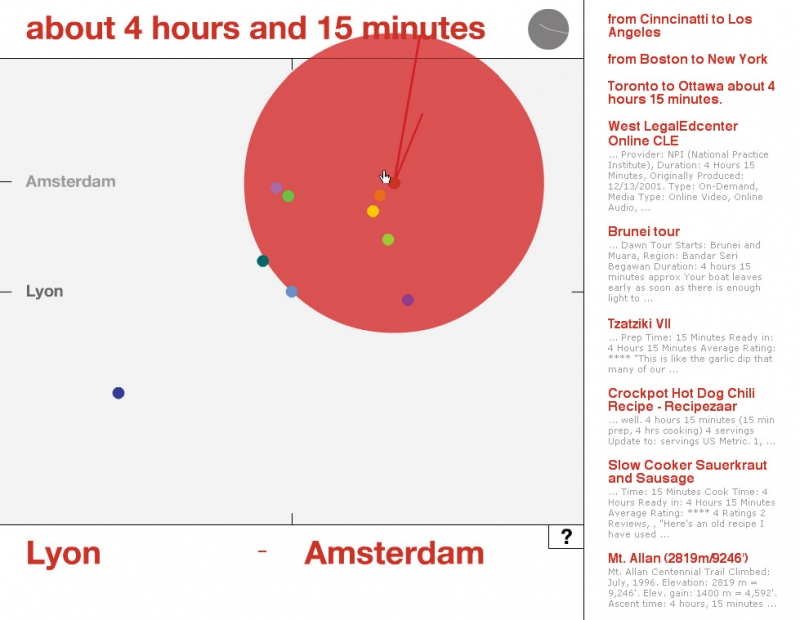 about 4 hours and 15 minutes
Amsterdam
Lyon
?
Lyon - Amsterdam
from Cinncinatti to Los
Angeles
from Boston to New York
Toronto to Ottawa about 4
hours 15 minutes.
West LegalEdcenter
Online CLE
... Provider: NPI (National Practice
Institute), Duration: 4 Hours 15
Minutes, Originally Produced:
12/13/2001. Type: On-Demand,
Media Type: Online Video, Online
Audio, ...
Brunei tour
... Dawn Tour Starts: Brunei and
Muara, Region: Bandar Seri
Begawan Duration: 4 hours 15
minutes approx Your boat leaves
early as soon as there is enough
light to ...
Tzatziki VII
... Prep Time: 15 Minutes Ready in:
4 Hours 15 Minutes Average Rating:
**** "This is like the garlic dip that
many of our ...
Crockpot Hot Dog Chili
Recipe - Recipezaar
... well. 4 hours 15 minutes (15 min
prep, 4 hrs cooking) 4 servings
Update to: servings US Metric. 1, ...
Slow Cooker Sauerkraut
and Sausage
... Time: 15 Minutes Cook Time: 4
Hours Ready in: 4 Hours 15 Minutes
Average Rating: **** 4 Ratings 2
Reviews, , "Here's an old recipe I
have used ...
Mt. Allan (2819m/9246')
Mt. Allan Centennial Trail Climbed:
July, 1996. Elevation: 2819 m =
9,246'. Elev. gain: 1400 m = 4,592'.
Ascent time: 4 hours, 15 minutes ...